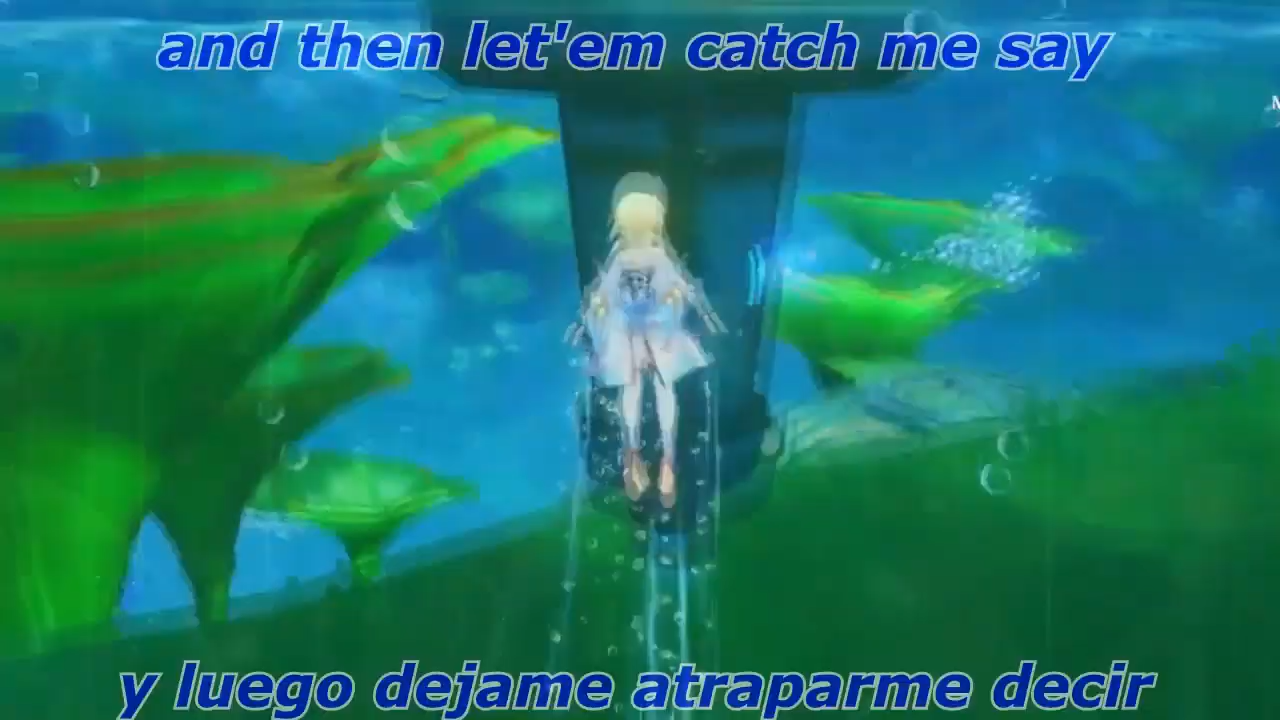 and then let'em catch me say
y luego dejame atraparme decir